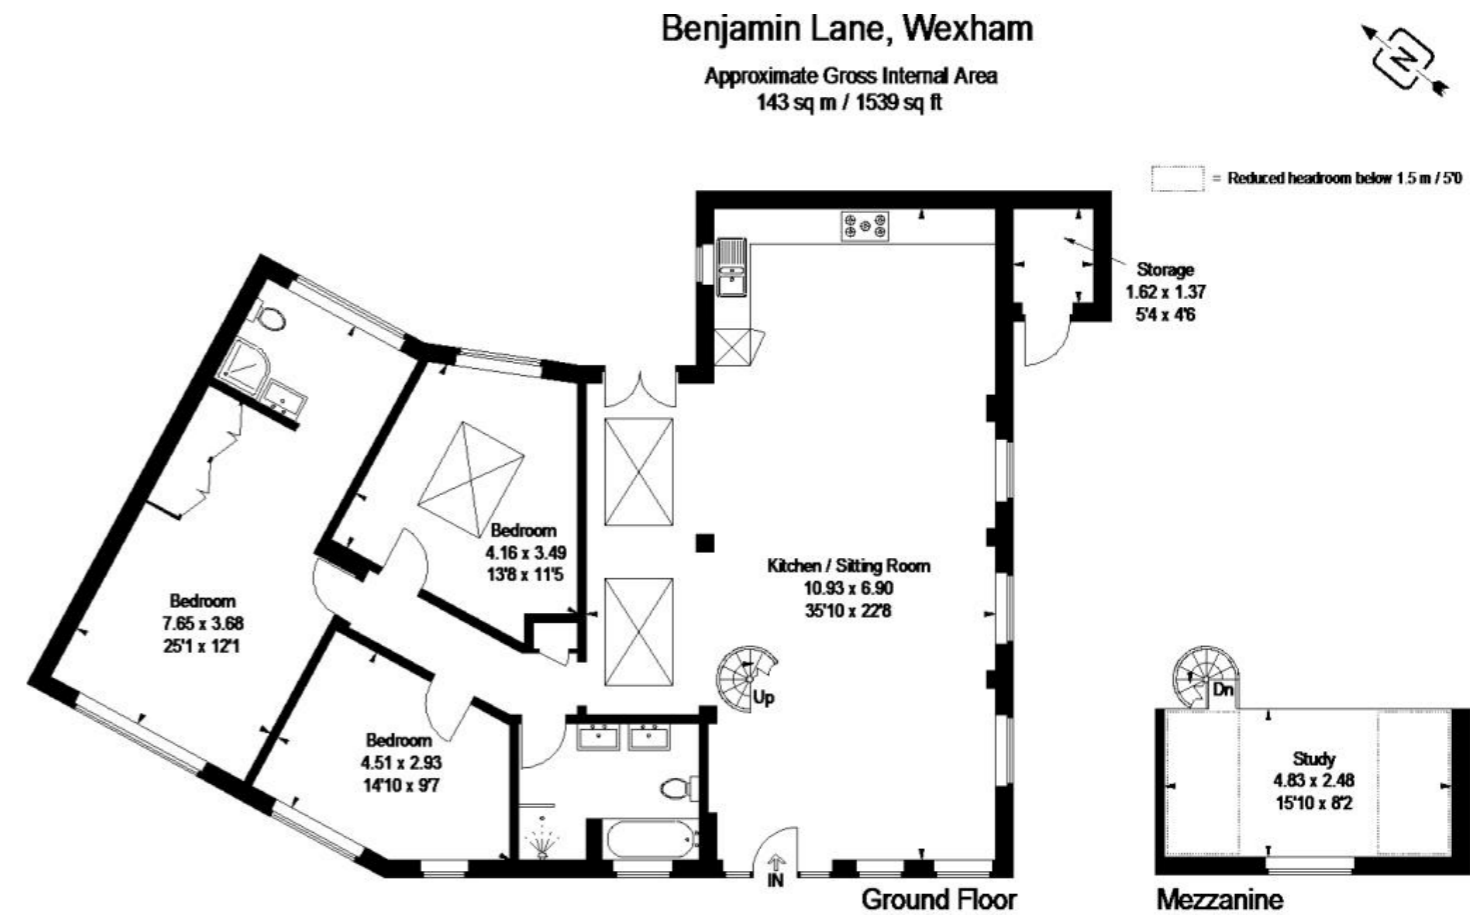 Benjamin Lane, Wexham
Approximate Gross Internal Area
143 sq m / 1539 sq ft
N
= Reduced headroom below 1.5 m / 5'0
Storage
1.62 x 1.37
5'4 x 4'6
Bedroom
4.16 x 3.49
13'8 x 11'5
Kitchen / Sitting Room
10.93 x 6.90
35'10 x 22'8
Bedroom
7.65 x 3.68
25'1 x 12'1
Up
Dn
Bedroom
4.51 x 2.93
14'10 x 9'7
Study
4.83 x 2.48
15'10 x 8'2
IN
Ground Floor
Mezzanine